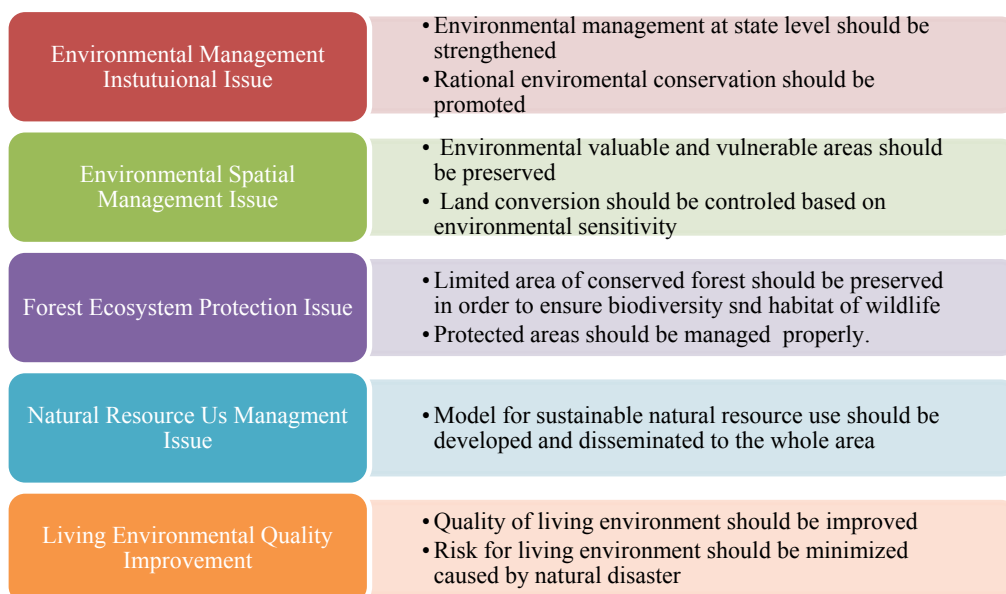 Environmental Management
Instutuional Issue
• Environmental management at state level should be
strengthened
• Rational enviromental conservation should be
promoted
Environmental Spatial
Management Issue
• Environmental valuable and vulnerable areas should
be preserved
• Land conversion should be controled based on
environmental sensitivity
Forest Ecosystem Protection Issue
• Limited area of conserved forest should be preserved
in order to ensure biodiversity snd habitat of wildlife
• Protected areas should be managed properly.
Natural Resource Us Managment
Issue
• Model for sustainable natural resource use should be
developed and disseminated to the whole area
Living Environmental Quality
Improvement
• Quality of living environment should be improved
• Risk for living environment should be minimized
caused by natural disaster